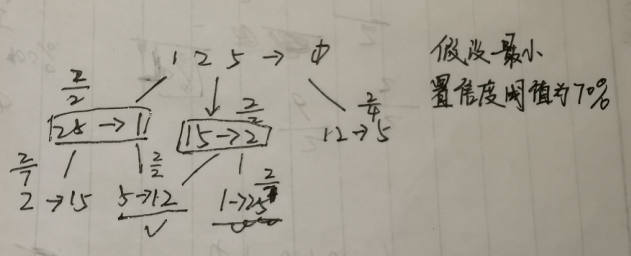 1 2 5 → ф
假设最小
置信度阈值为70%
2/2
25 → 1
15 → 2
2/2
12 → 5
2/4
2/7
2 → 15
5 → 12
2/2
1 → 25